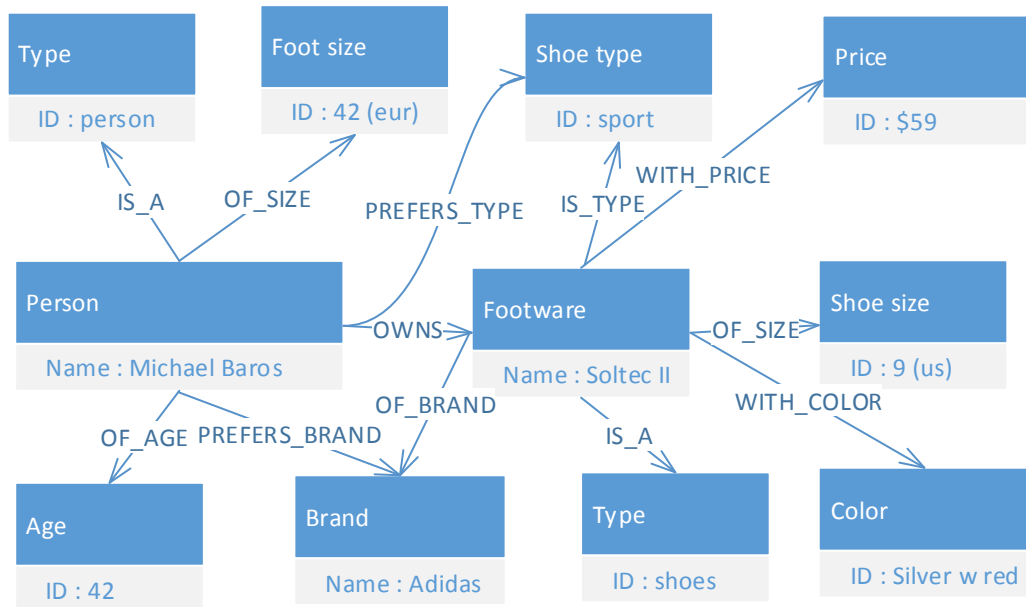 Type
ID : person
Foot size
ID : 42 (eur)
Shoe type
ID : sport
Price
ID : $59
IS_A
OF_SIZE
PREFERS_TYPE
IS_TYPE
WITH_PRICE
Person
Name : Michael Baros
OWNS
Footware
Name : Soltec II
OF_SIZE
Shoe size
ID : 9 (us)
OF_AGE
PREFERS_BRAND
OF_BRAND
IS_A
WITH_COLOR
Age
ID : 42
Brand
Name : Adidas
Type
ID : shoes
Color
ID : Silver w red